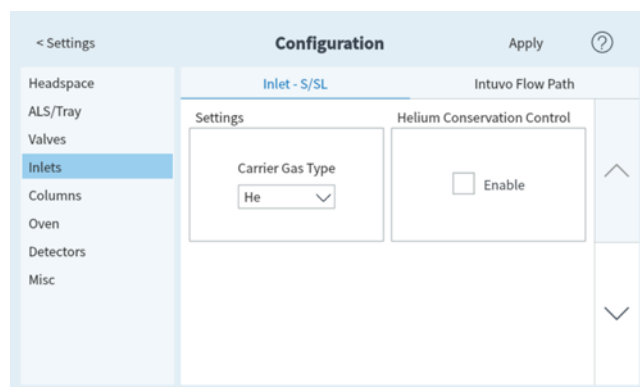 < Settings
Configuration
Apply
?
Headspace
ALS/Tray
Valves
Inlets
Columns
Oven
Detectors
Misc
Inlet - S/SL
Intuvo Flow Path
Settings
Helium Conservation Control
Carrier Gas Type
He
Enable